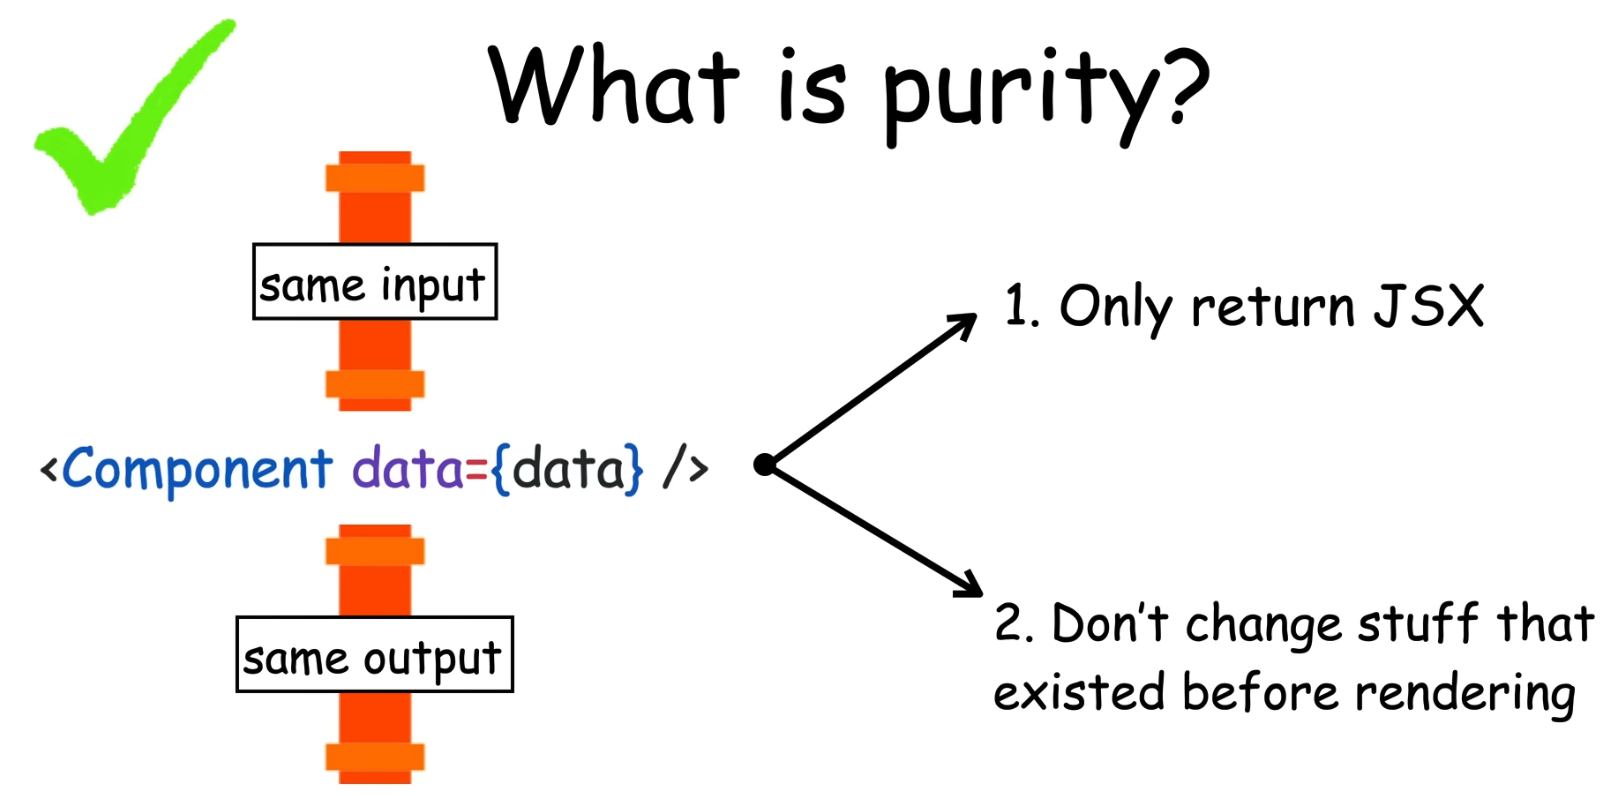 What is purity?
same input
<Component data={data} />
same output
1. Only return JSX
2. Don't change stuff that
existed before rendering